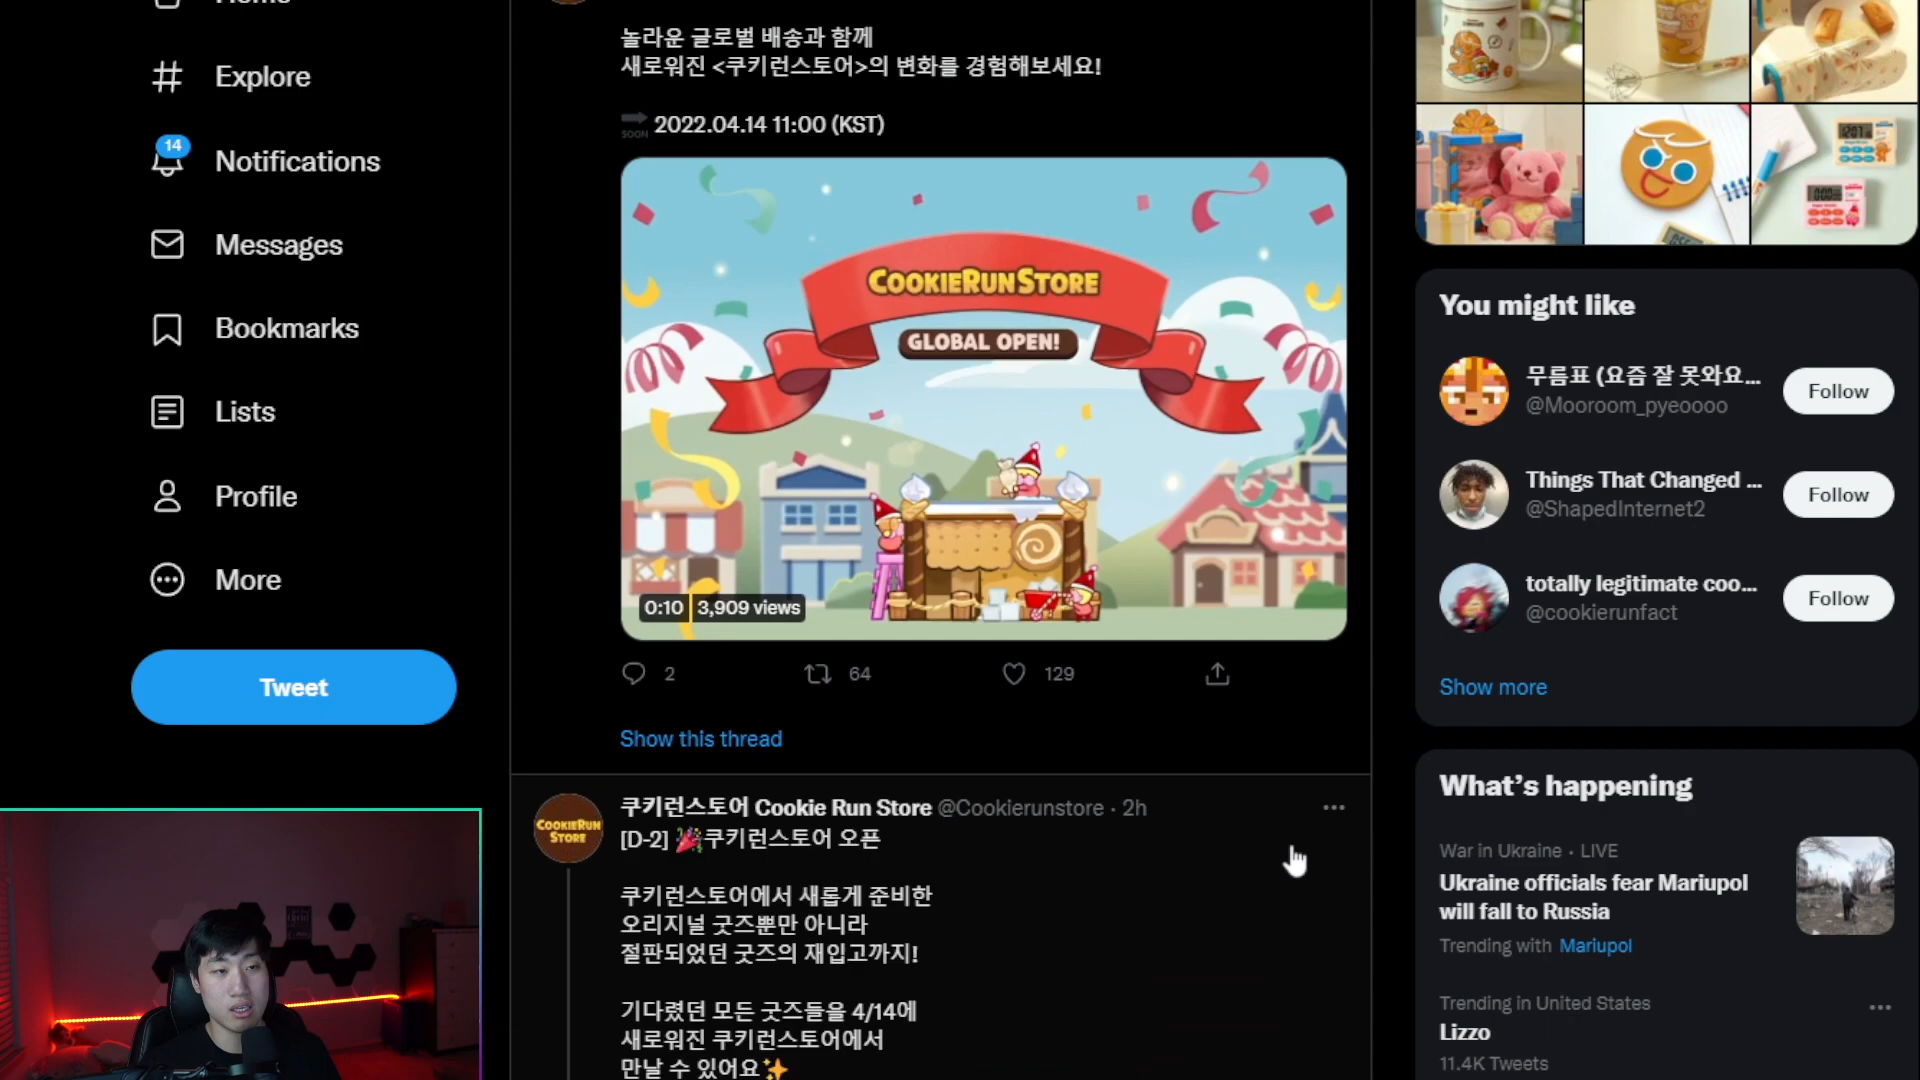 Home
Explore
14
Notifications
Messages
Bookmarks
Lists
Profile
More
Tweet
놀라운 글로벌 배송과 함께
새로워진 <쿠키런스토어>의 변화를 경험해보세요!
SOON 2022.04.14 11:00 (KST)
COOKIERUN STORE
GLOBAL OPEN!
0:10 3,909 views
2 64 129
Show this thread
COOKIERUN STORE
쿠키런스토어 Cookie Run Store @Cookierunstore · 2h
[D-2] 🎉쿠키런스토어 오픈
쿠키런스토어에서 새롭게 준비한
오리지널 굿즈뿐만 아니라
절판되었던 굿즈의 재입고까지!
기다렸던 모든 굿즈들을 4/14에
새로워진 쿠키런스토어에서
만날 수 있어요✨
You might like
무름표 (요즘 잘 못와요...
@Mooroom_pyeoooo
Follow
Things That Changed ...
@ShapedInternet2
Follow
totally legitimate coo...
@cookierunfact
Follow
Show more
What's happening
War in Ukraine · LIVE
Ukraine officials fear Mariupol
will fall to Russia
Trending with Mariupol
Trending in United States
Lizzo
11.4K Tweets